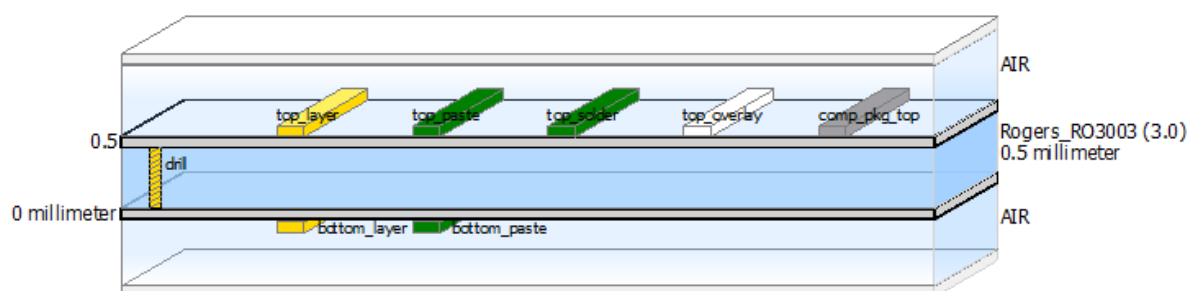 AIR
top_layer
top_paste
top_solder
top_overlay
comp_pkg_top
0.5
Rogers_RO3003 (3.0)
0.5 millimeter
drill
0 millimeter
AIR
bottom_layer
bottom_paste